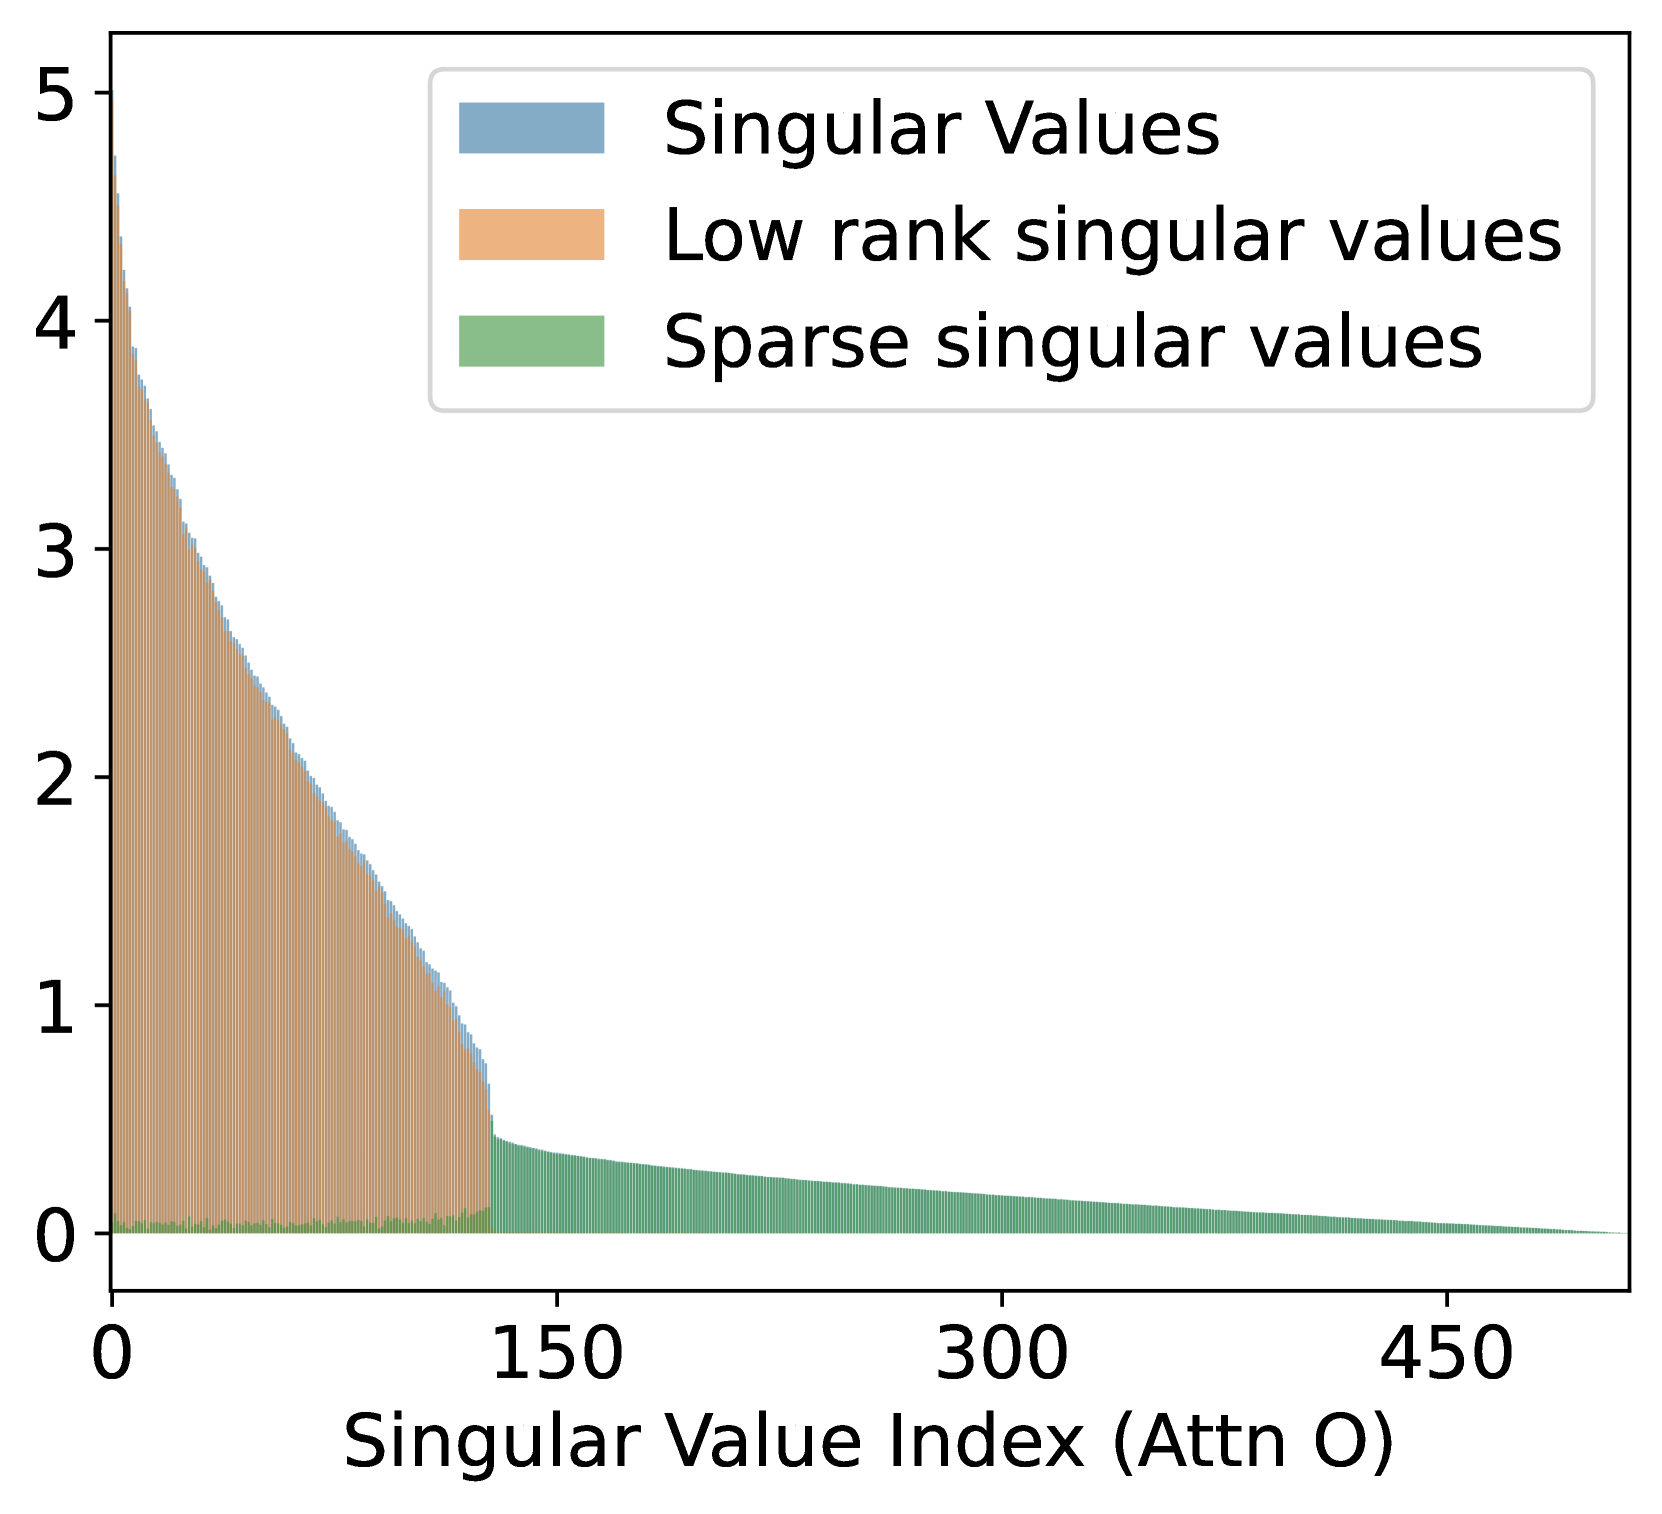 5
4
3
2
1
0
Singular Values
Low rank singular values
Sparse singular values
0 150 300 450
Singular Value Index (Attn O)